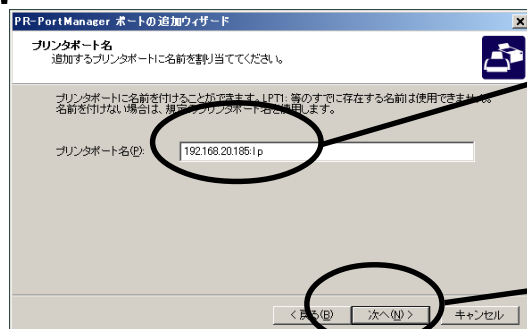 PR-PortManager ポートの追加ウィザード
プリンタポート名
追加するプリンタポートに名前を割り当ててください。
プリンタポートに名前を付けることができます。LPT1: 等のすでに存在する名前は使用できません。
名前を付けない場合は、規定のプリンタポート名を使用します。
プリンタポート名(P):
192.168.20.185:lp
< 戻る(B)
次へ(N) >
キャンセル